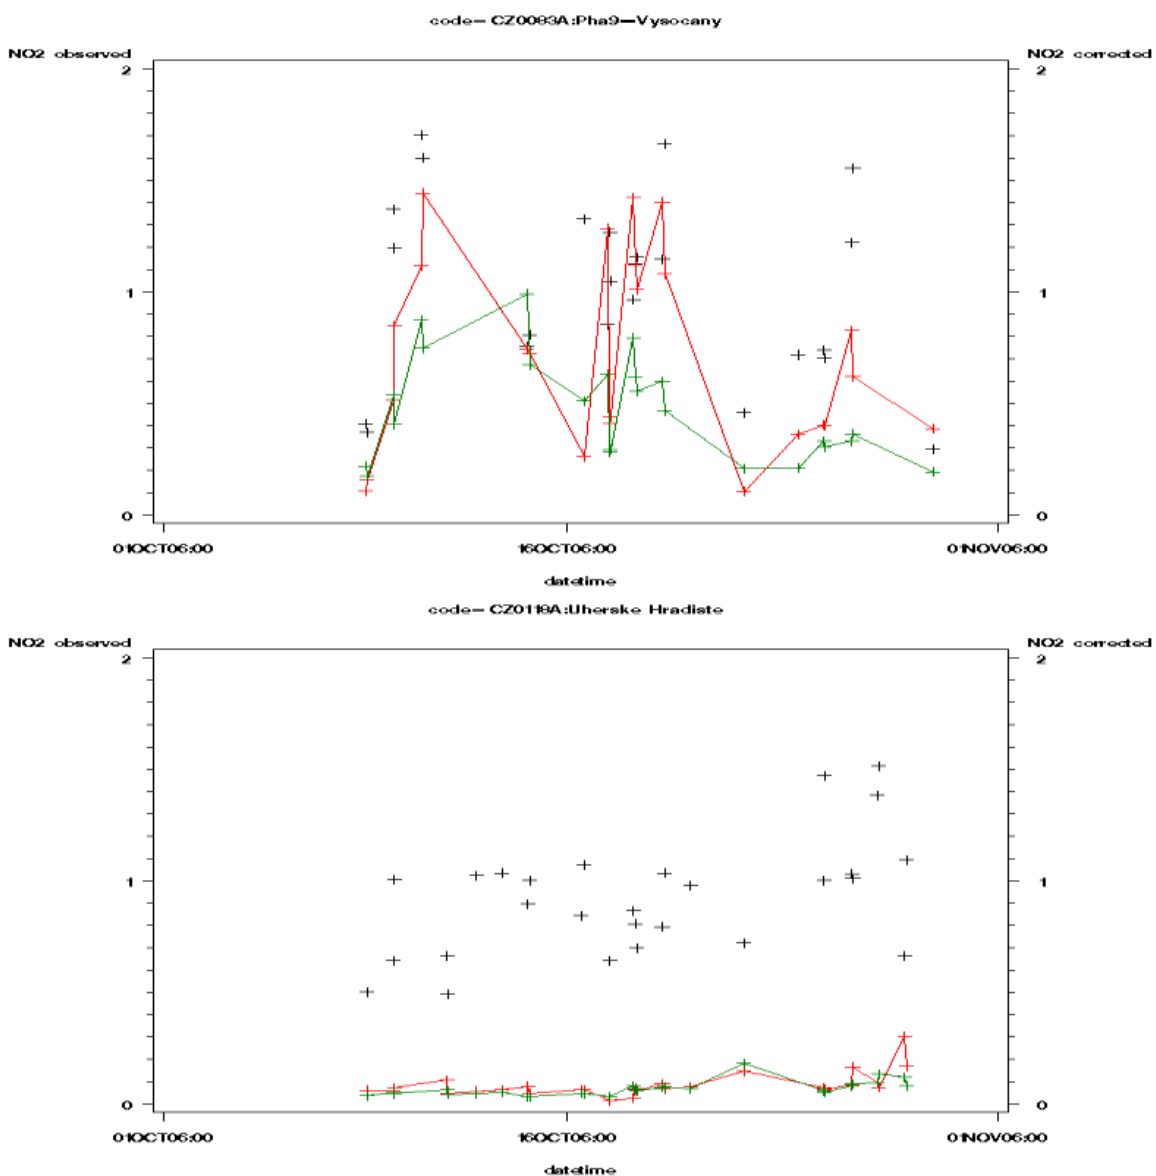 code= CZ0083A:Pha9-Vysocany
NO2 observed NO2 corrected
2 2
1 1
0 0
01OCT06:00 16OCT06:00 01NOV06:00
datetime
code= CZ0118A:Uherske Hradiste
NO2 observed NO2 corrected
2 2
1 1
0 0
01OCT06:00 16OCT06:00 01NOV06:00
datetime